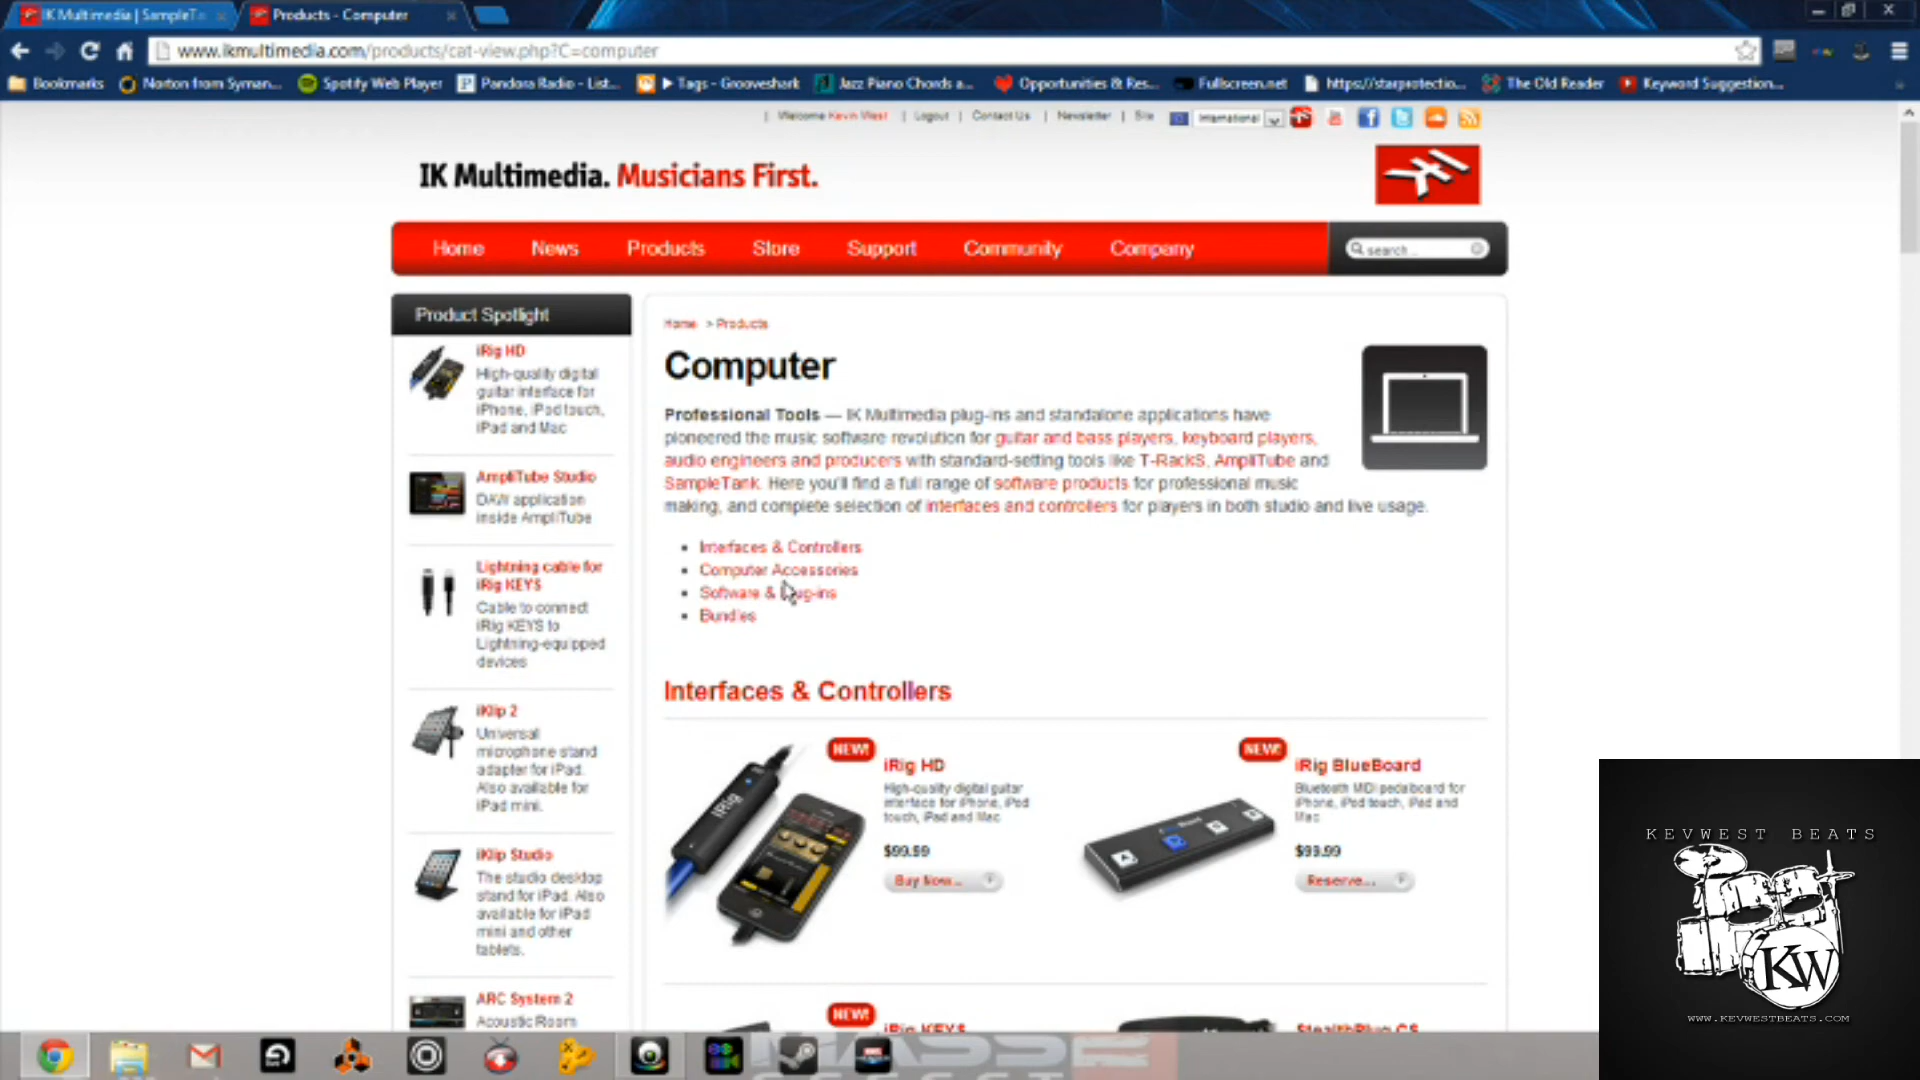 IK Multimedia | SampleTa
Products - Computer
www.ikmultimedia.com/products/cat-view.php?C=computer
Bookmarks
Norton from Syman...
Spotify Web Player
Pandora Radio - List...
▶ Tags - Grooveshark
Jazz Piano Chords a...
Opportunities & Res...
Fullscreen.net
https://starprotectio...
The Old Reader
Keyword Suggestion...
| Welcome Kevin West | Logout | Contact Us | Newsletter | Site
International
IK Multimedia. Musicians First.
Home
News
Products
Store
Support
Community
Company
search...
Product Spotlight
iRig HD
High-quality digital
guitar interface for
iPhone, iPod touch,
iPad and Mac
AmpliTube Studio
DAW application
inside AmpliTube
Lightning cable for
iRig KEYS
Cable to connect
iRig KEYS to
Lightning-equipped
devices
iKlip 2
Universal
microphone stand
adapter for iPad.
Also available for
iPad mini.
iKlip Studio
The studio desktop
stand for iPad. Also
available for iPad
mini and other
tablets.
ARC System 2
Acoustic Room
Home > Products
Computer
Professional Tools — IK Multimedia plug-ins and standalone applications have
pioneered the music software revolution for guitar and bass players, keyboard players,
audio engineers and producers with standard-setting tools like T-RackS, AmpliTube and
SampleTank. Here you'll find a full range of software products for professional music
making, and complete selection of interfaces and controllers for players in both studio and live usage.
Interfaces & Controllers
Computer Accessories
Software & Plug-ins
Bundles
Interfaces & Controllers
NEW!
iRig HD
High-quality digital guitar
interface for iPhone, iPod
touch, iPad and Mac
$99.99
Buy Now...
NEW!
iRig BlueBoard
Bluetooth MIDI pedalboard for
iPhone, iPod touch, iPad and
Mac
$99.99
Reserve...
NEW!
iRig KEYS
StealthPlug CS
KEVWEST BEATS
KW
WWW.KEVWESTBEATS.COM